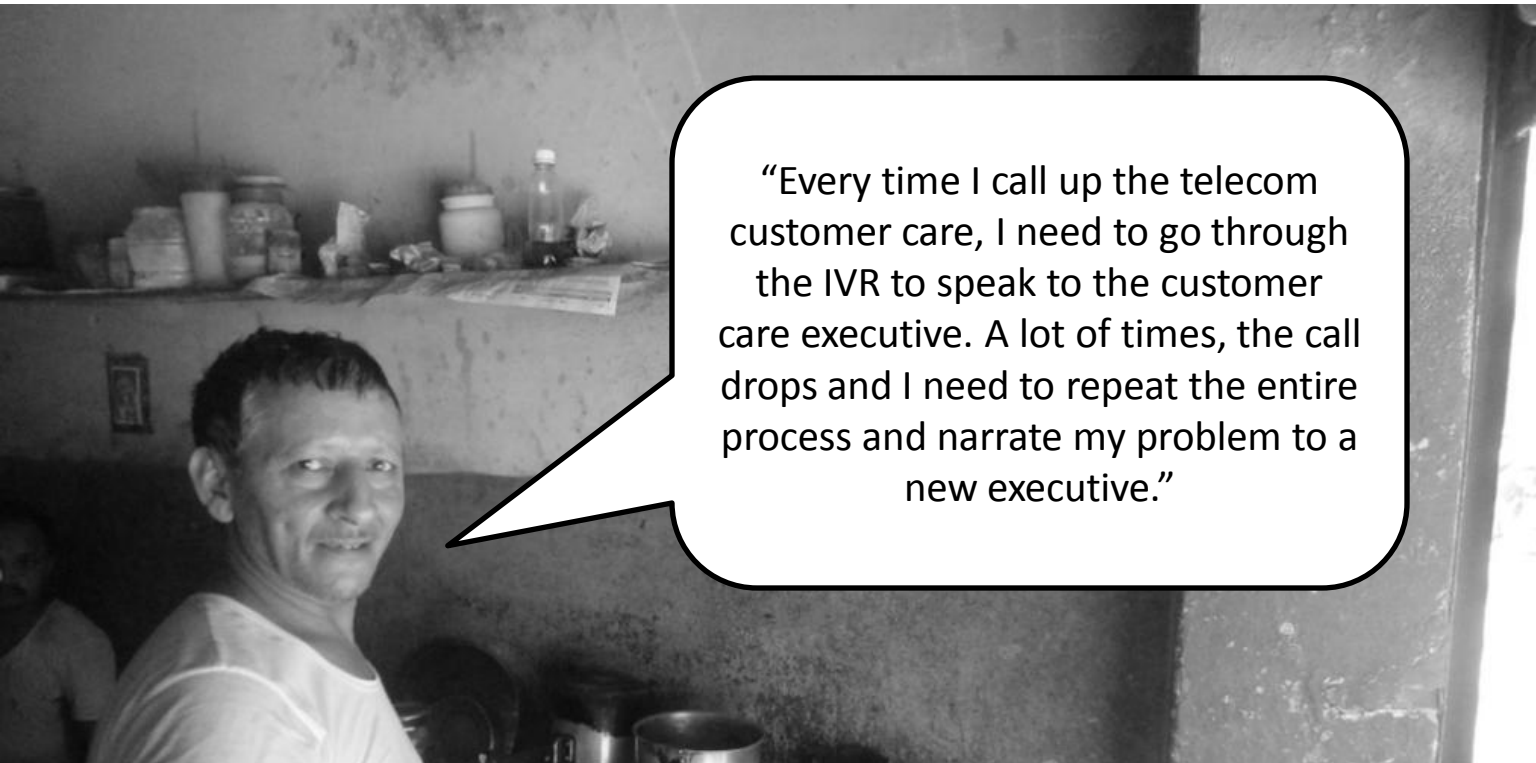 “Every time I call up the telecom
customer care, I need to go through
the IVR to speak to the customer
care executive. A lot of times, the call
drops and I need to repeat the entire
process and narrate my problem to a
new executive.”